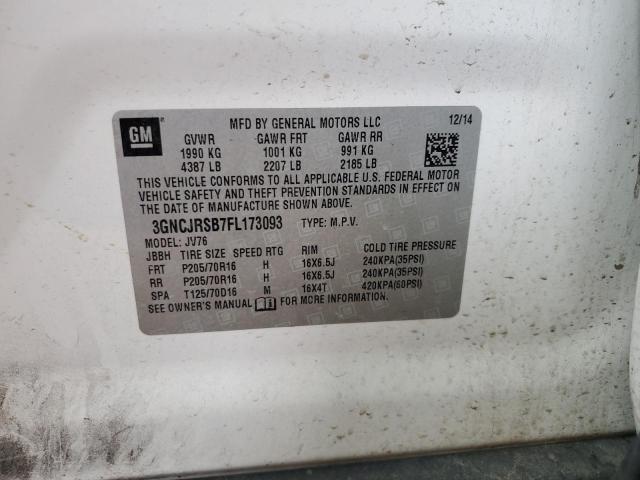 MFD BY GENERAL MOTORS LLC 12/14
GM
GVWR GAWR FRT GAWR RR
1990 KG 1001 KG 991 KG
4387 LB 2207 LB 2185 LB
THIS VEHICLE CONFORMS TO ALL APPLICABLE U.S. FEDERAL MOTOR
VEHICLE SAFETY AND THEFT PREVENTION STANDARDS IN EFFECT ON
THE DATE OF MANUFACTURE SHOWN ABOVE.
3GNCJRSB7FL173093 TYPE: M.P.V.
MODEL: JV76
JBBH TIRE SIZE SPEED RTG RIM COLD TIRE PRESSURE
FRT P205/70R16 H 16X6.5J 240KPA(35PSI)
RR P205/70R16 H 16X6.5J 240KPA(35PSI)
SPA T125/70D16 M 16X4T 420KPA(60PSI)
SEE OWNER'S MANUAL FOR MORE INFORMATION.